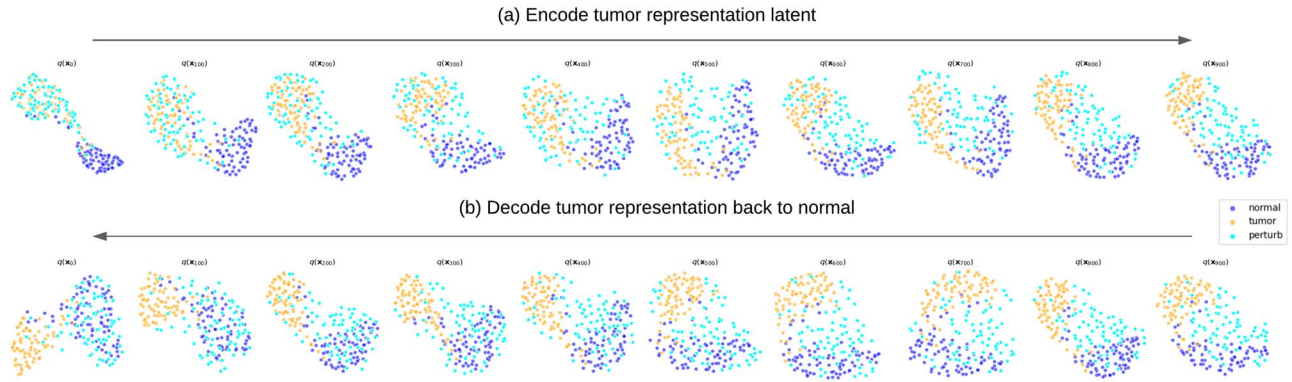 (a) Encode tumor representation latent
q(x₀) q(x₁₀₀) q(x₂₀₀) q(x₃₀₀) q(x₄₀₀) q(x₅₀₀) q(x₆₀₀) q(x₇₀₀) q(x₈₀₀) q(x₉₀₀)
(b) Decode tumor representation back to normal
normal
tumor
perturb
q(x₀) q(x₁₀₀) q(x₂₀₀) q(x₃₀₀) q(x₄₀₀) q(x₅₀₀) q(x₆₀₀) q(x₇₀₀) q(x₈₀₀) q(x₉₀₀)